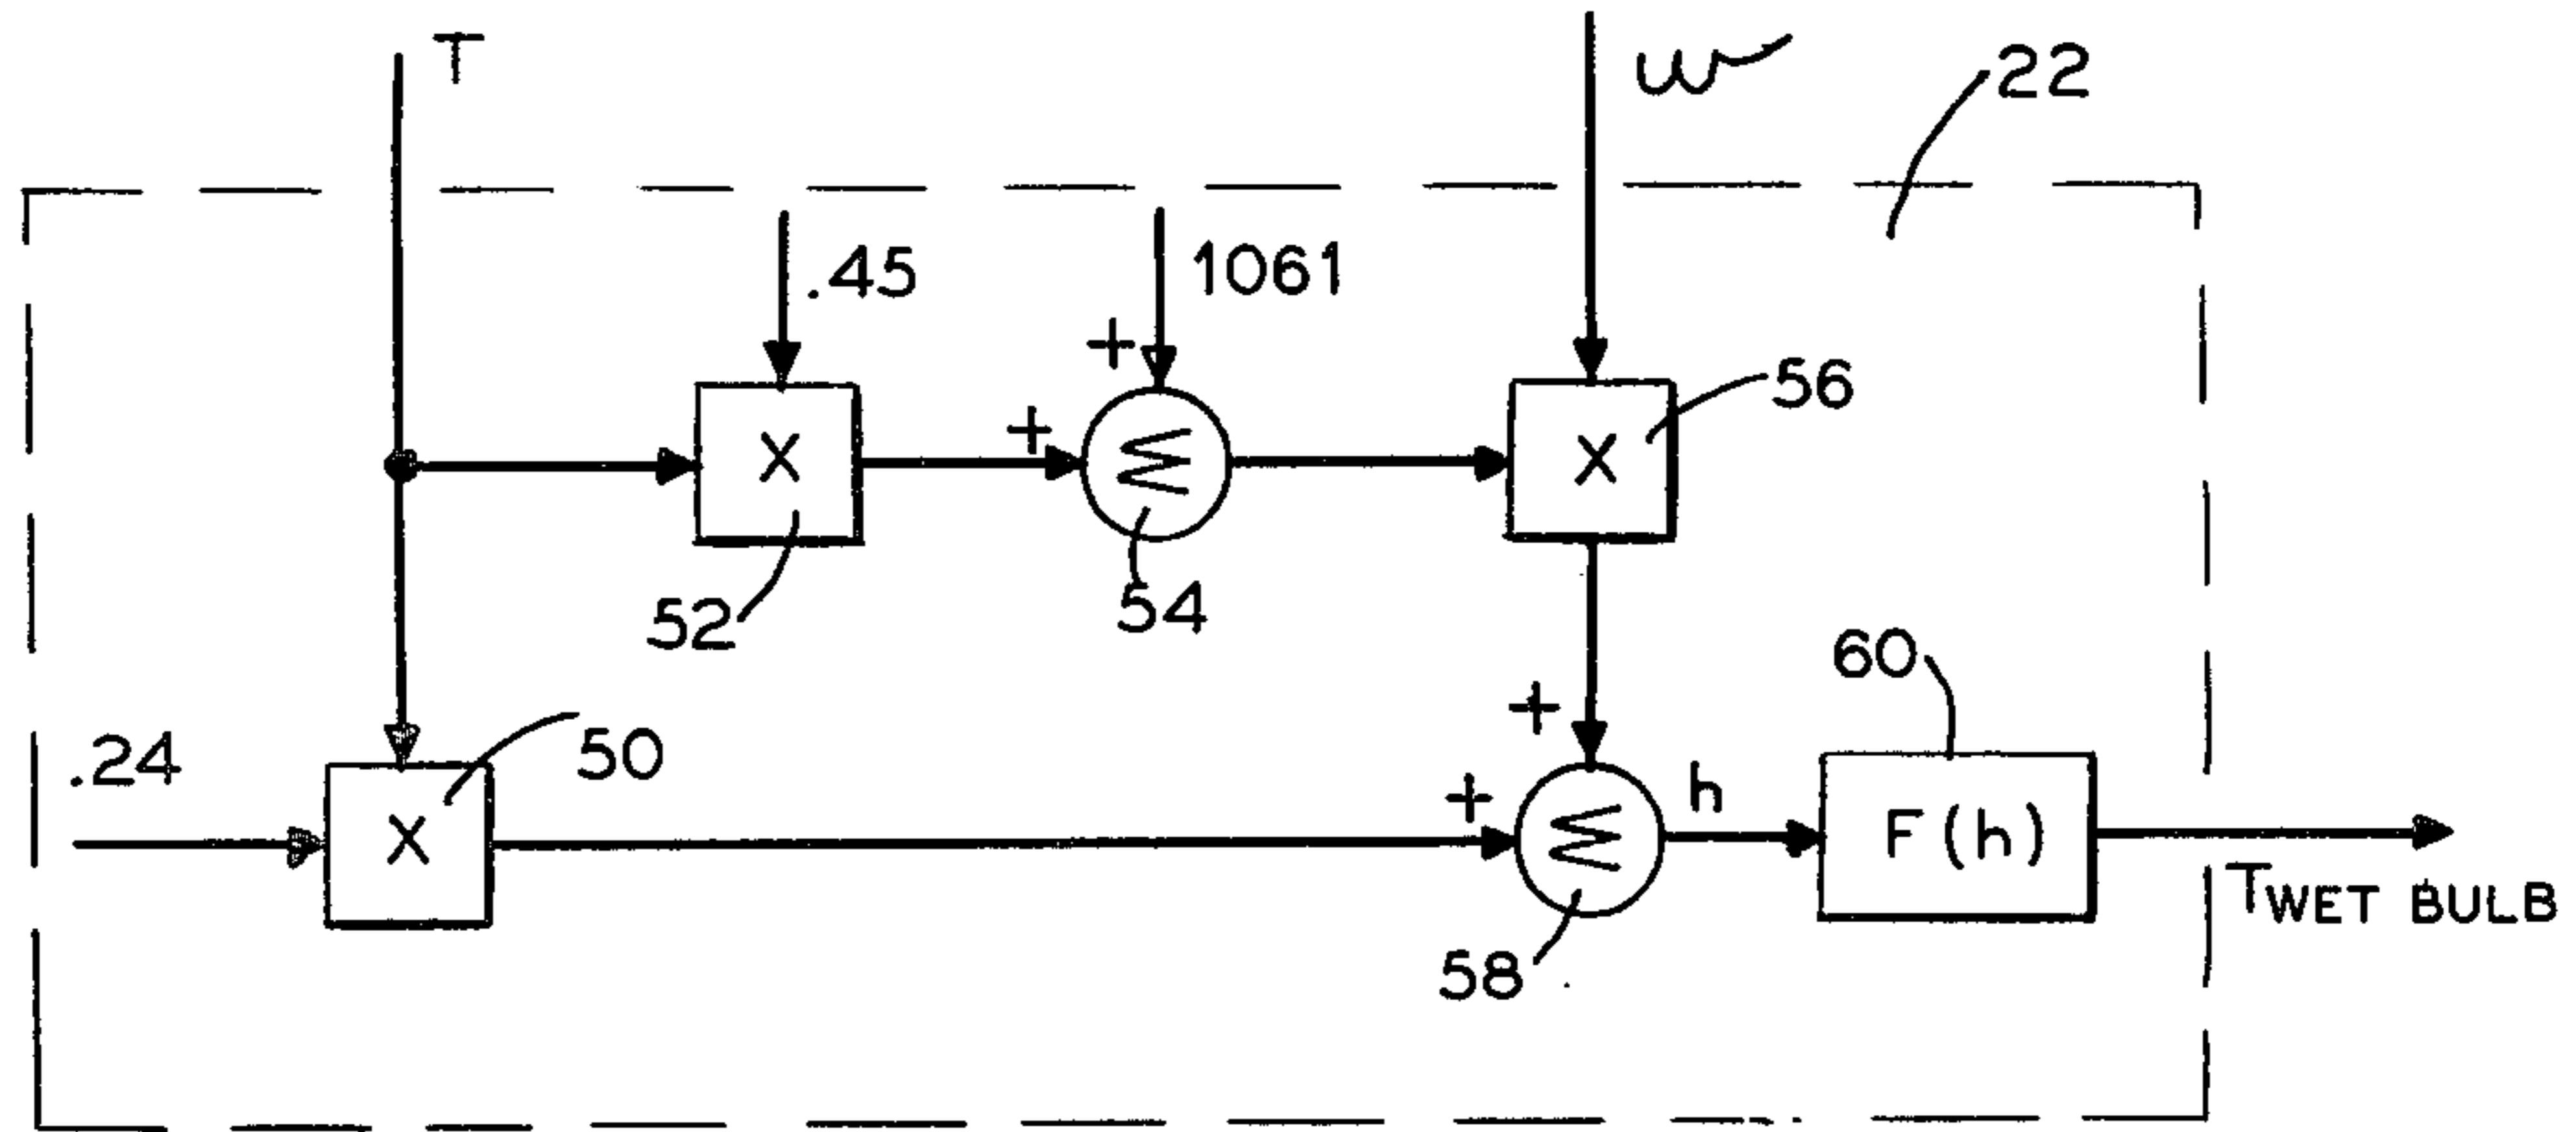 T
w
22
.45
1061
+
+
X
Σ
X
56
52
54
60
+
.24
50
+
h
X
Σ
F(h)
TWET BULB
58